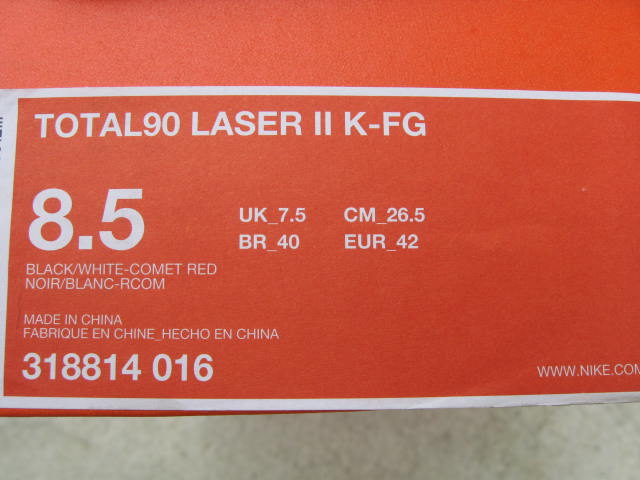 TOTAL90 LASER II K-FG
8.5
UK_7.5 CM_26.5
BR_40 EUR_42
BLACK/WHITE-COMET RED
NOIR/BLANC-RCOM
MADE IN CHINA
FABRIQUE EN CHINE_HECHO EN CHINA
318814 016
WWW.NIKE.COM